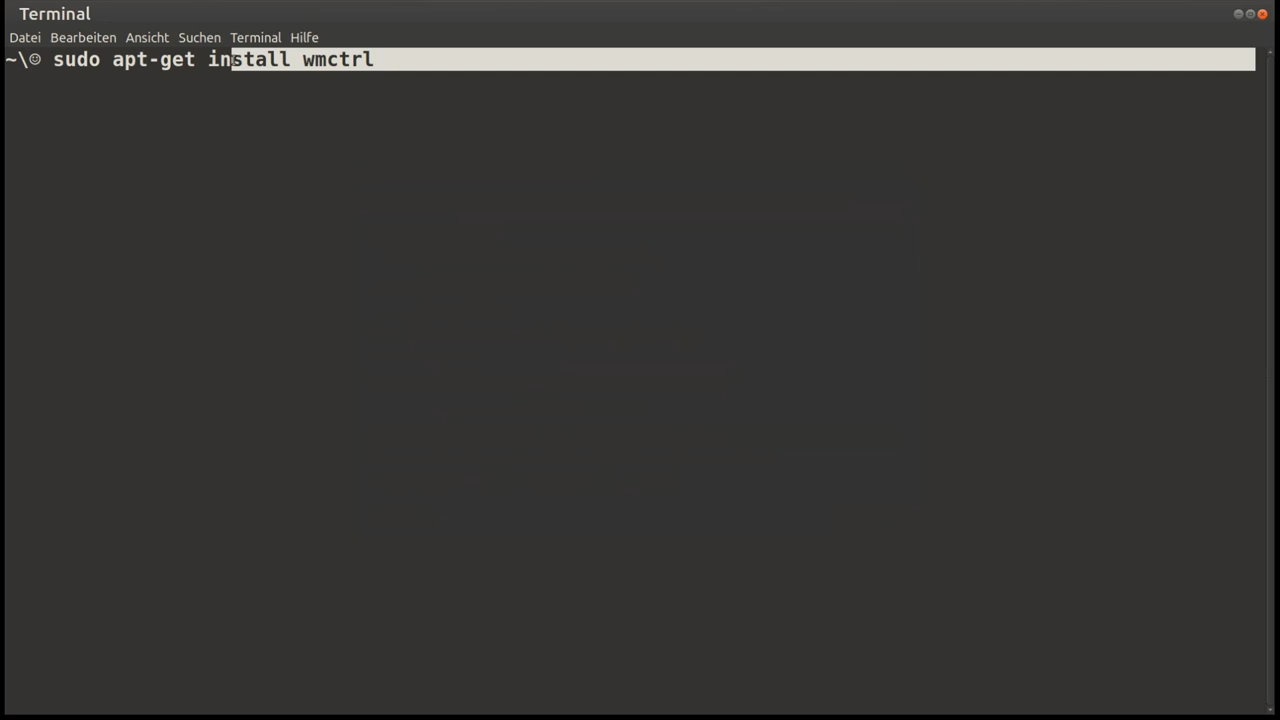 Terminal
Datei Bearbeiten Ansicht Suchen Terminal Hilfe
~\☺ sudo apt-get install wmctrl